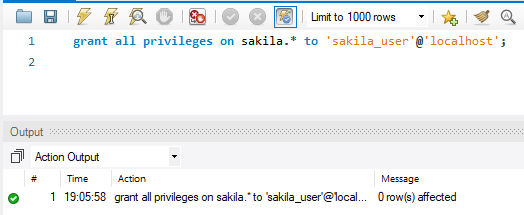 Limit to 1000 rows
1 grant all privileges on sakila.* to 'sakila_user'@'localhost';
2
Output
Action Output
# Time Action Message
1 19:05:58 grant all privileges on sakila.* to 'sakila_user'@'local... 0 row(s) affected